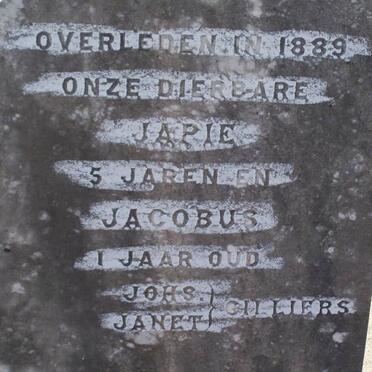 OVERLEDEN IN 1889
ONZE DIERBARE
JAPIE
5 JAREN EN
JACOBUS
1 JAAR OUD
JOHS.
JANET
CILLIERS